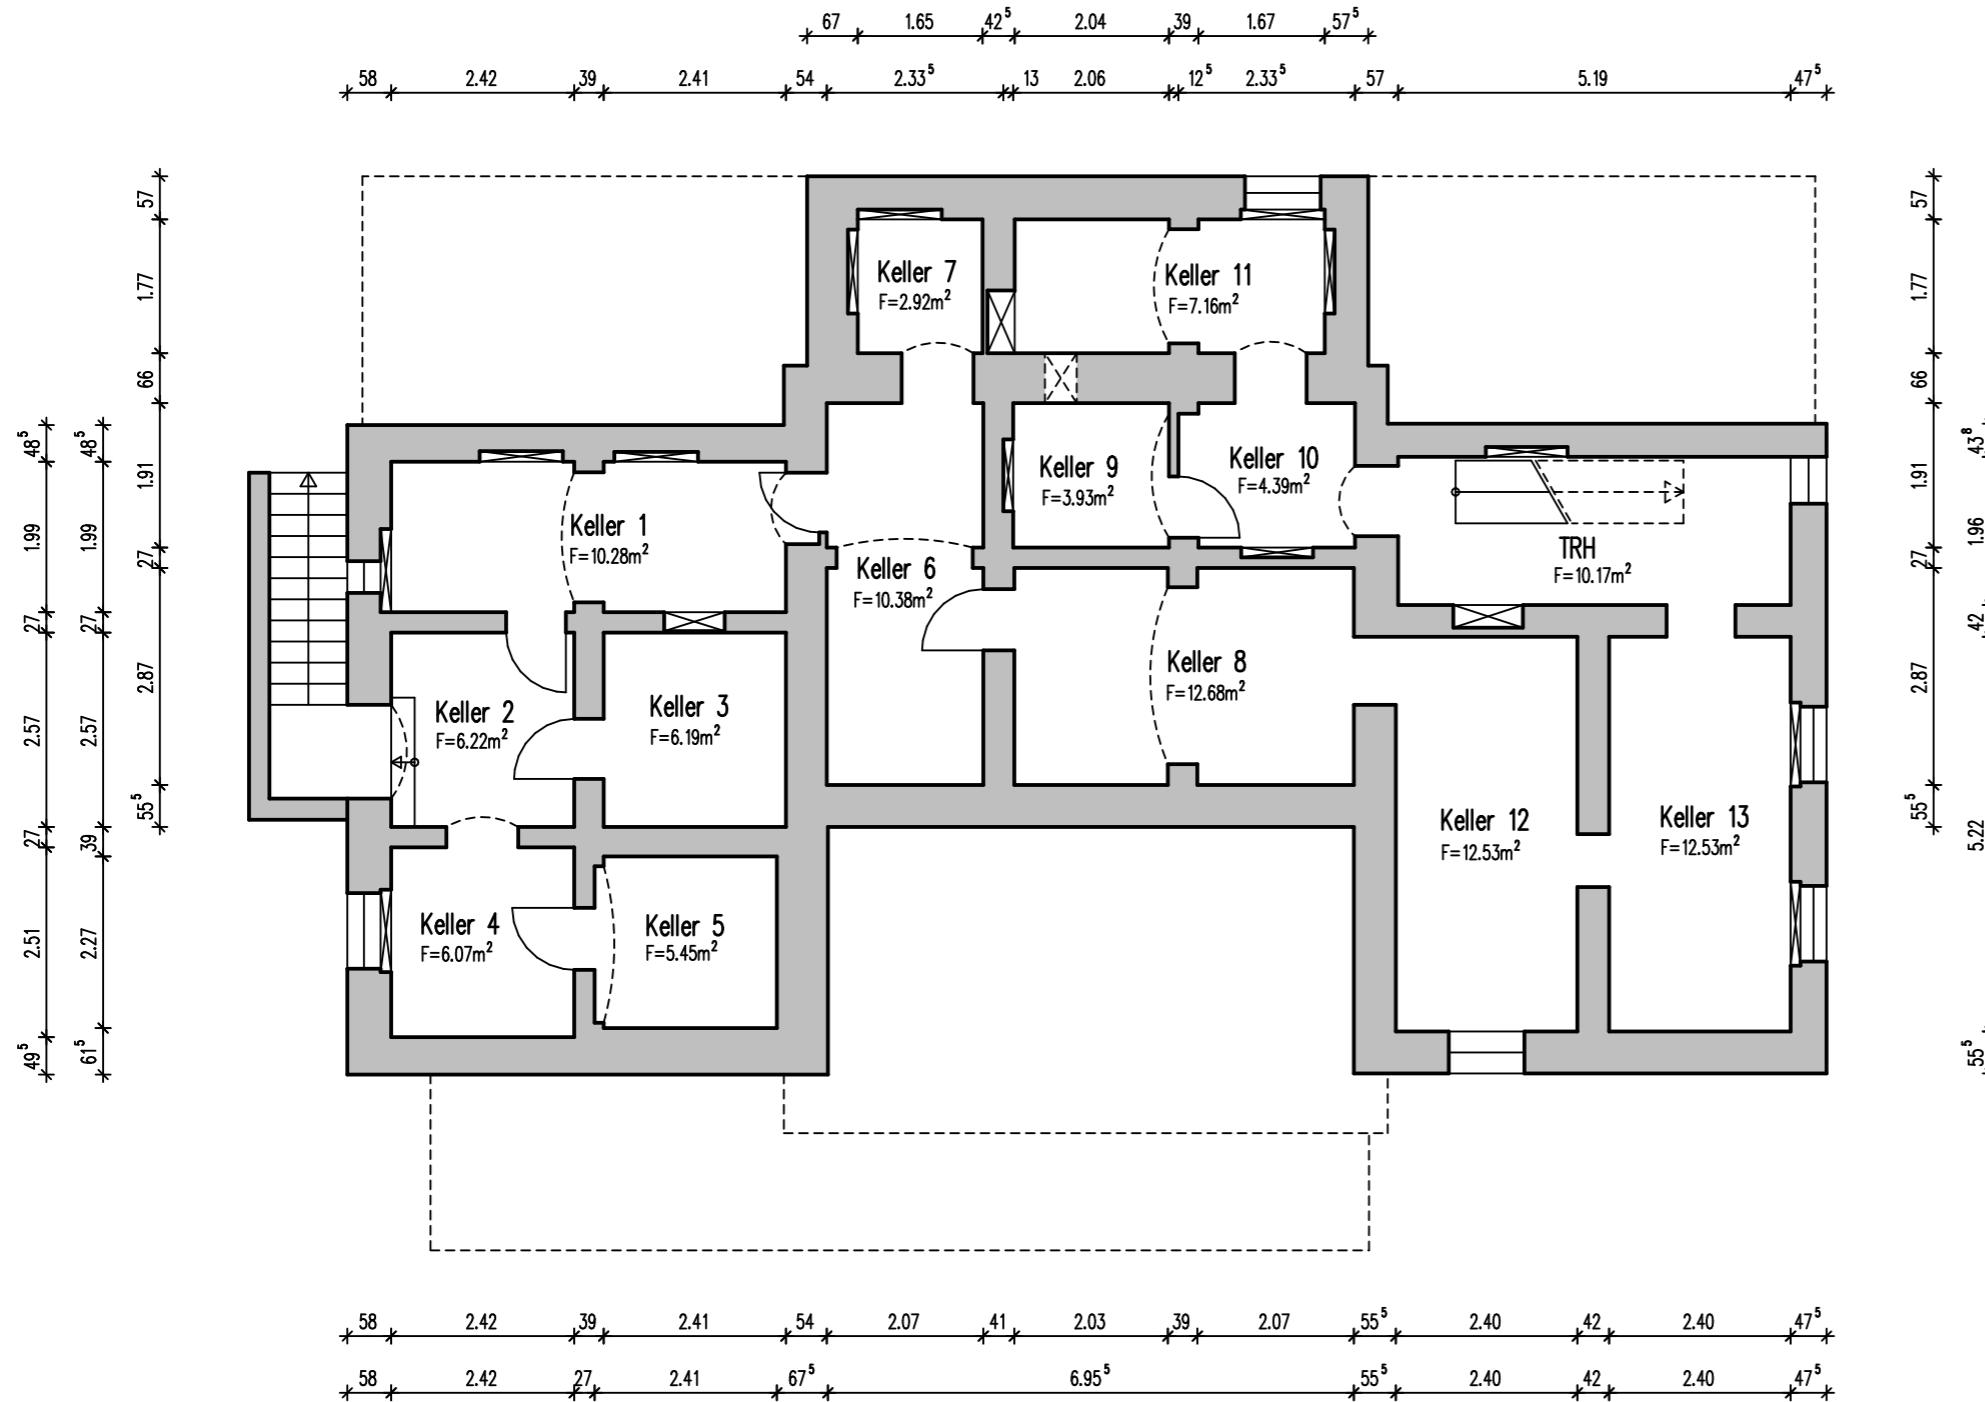 67 1.65 42⁵ 2.04 39 1.67 57⁵
58 2.42 39 2.41 54 2.33⁵ 13 2.06 12⁵ 2.33⁵ 57 5.19 47⁵
57
1.77
66
1.91
27
2.87
55⁵
48⁵
1.99
27
2.57
27
2.51
49⁵
48⁵
1.99
27
2.57
39
2.27
61⁵
Keller 7
F=2.92m²
Keller 11
F=7.16m²
Keller 9
F=3.93m²
Keller 10
F=4.39m²
Keller 1
F=10.28m²
Keller 6
F=10.38m²
TRH
F=10.17m²
Keller 2
F=6.22m²
Keller 3
F=6.19m²
Keller 8
F=12.68m²
Keller 12
F=12.53m²
Keller 13
F=12.53m²
Keller 4
F=6.07m²
Keller 5
F=5.45m²
57
1.77
66
1.91
27
2.87
55⁵
43⁸
1.96
42
5.22
55⁵
58 2.42 39 2.41 54 2.07 41 2.03 39 2.07 55⁵ 2.40 42 2.40 47⁵
58 2.42 27 2.41 67⁵ 6.95⁵ 55⁵ 2.40 42 2.40 47⁵